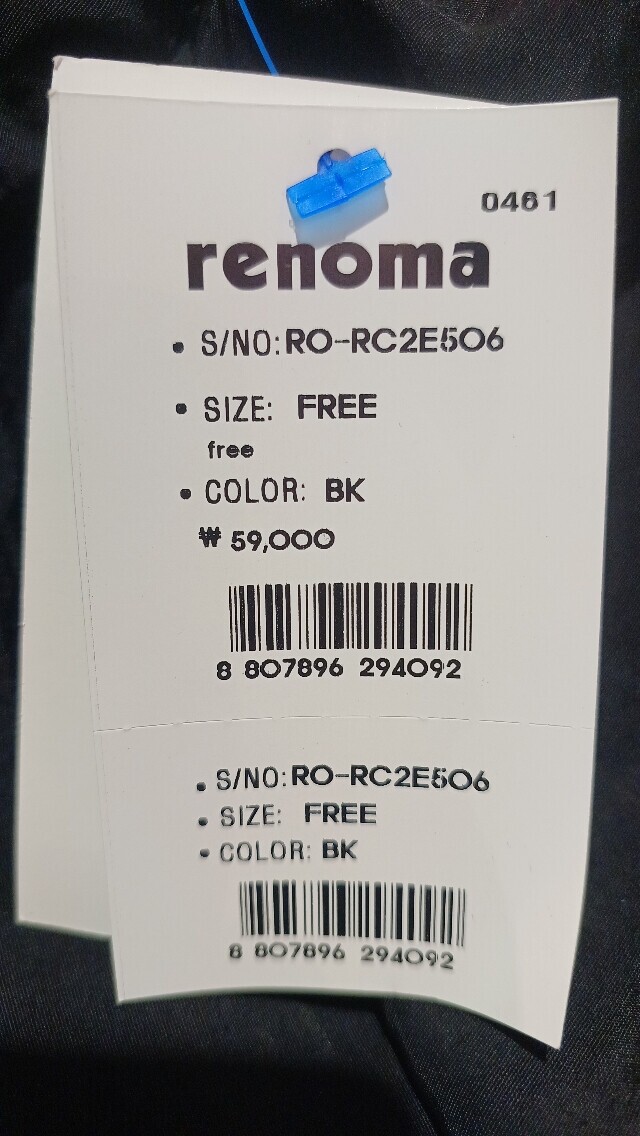 0461
renoma
• S/NO: RO-RC2E506
• SIZE: FREE
free
• COLOR: BK
₩ 59,000
8 807896 294092
• S/NO: RO-RC2E506
• SIZE: FREE
• COLOR: BK
8 807896 294092